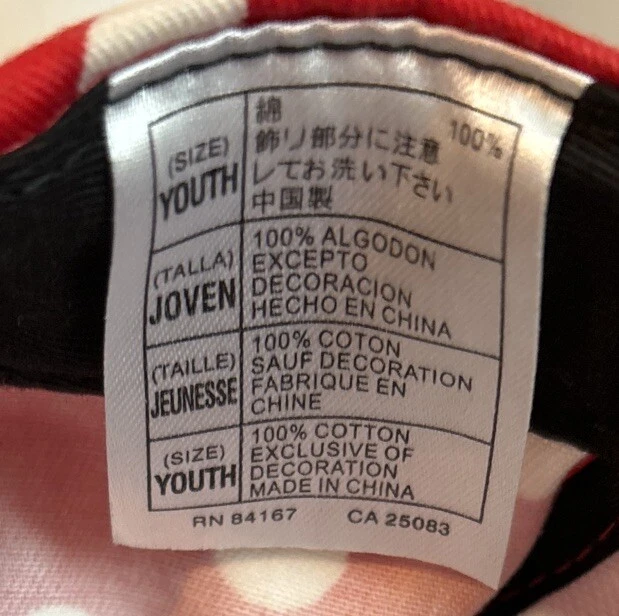 (SIZE)
YOUTH
綿 100%
飾り部分に注意
してお洗い下さい
中国製
(TALLA)
JOVEN
100% ALGODON
EXCEPTO
DECORACION
HECHO EN CHINA
(TAILLE)
JEUNESSE
100% COTON
SAUF DECORATION
FABRIQUE EN
CHINE
(SIZE)
YOUTH
100% COTTON
EXCLUSIVE OF
DECORATION
MADE IN CHINA
RN 84167 CA 25083